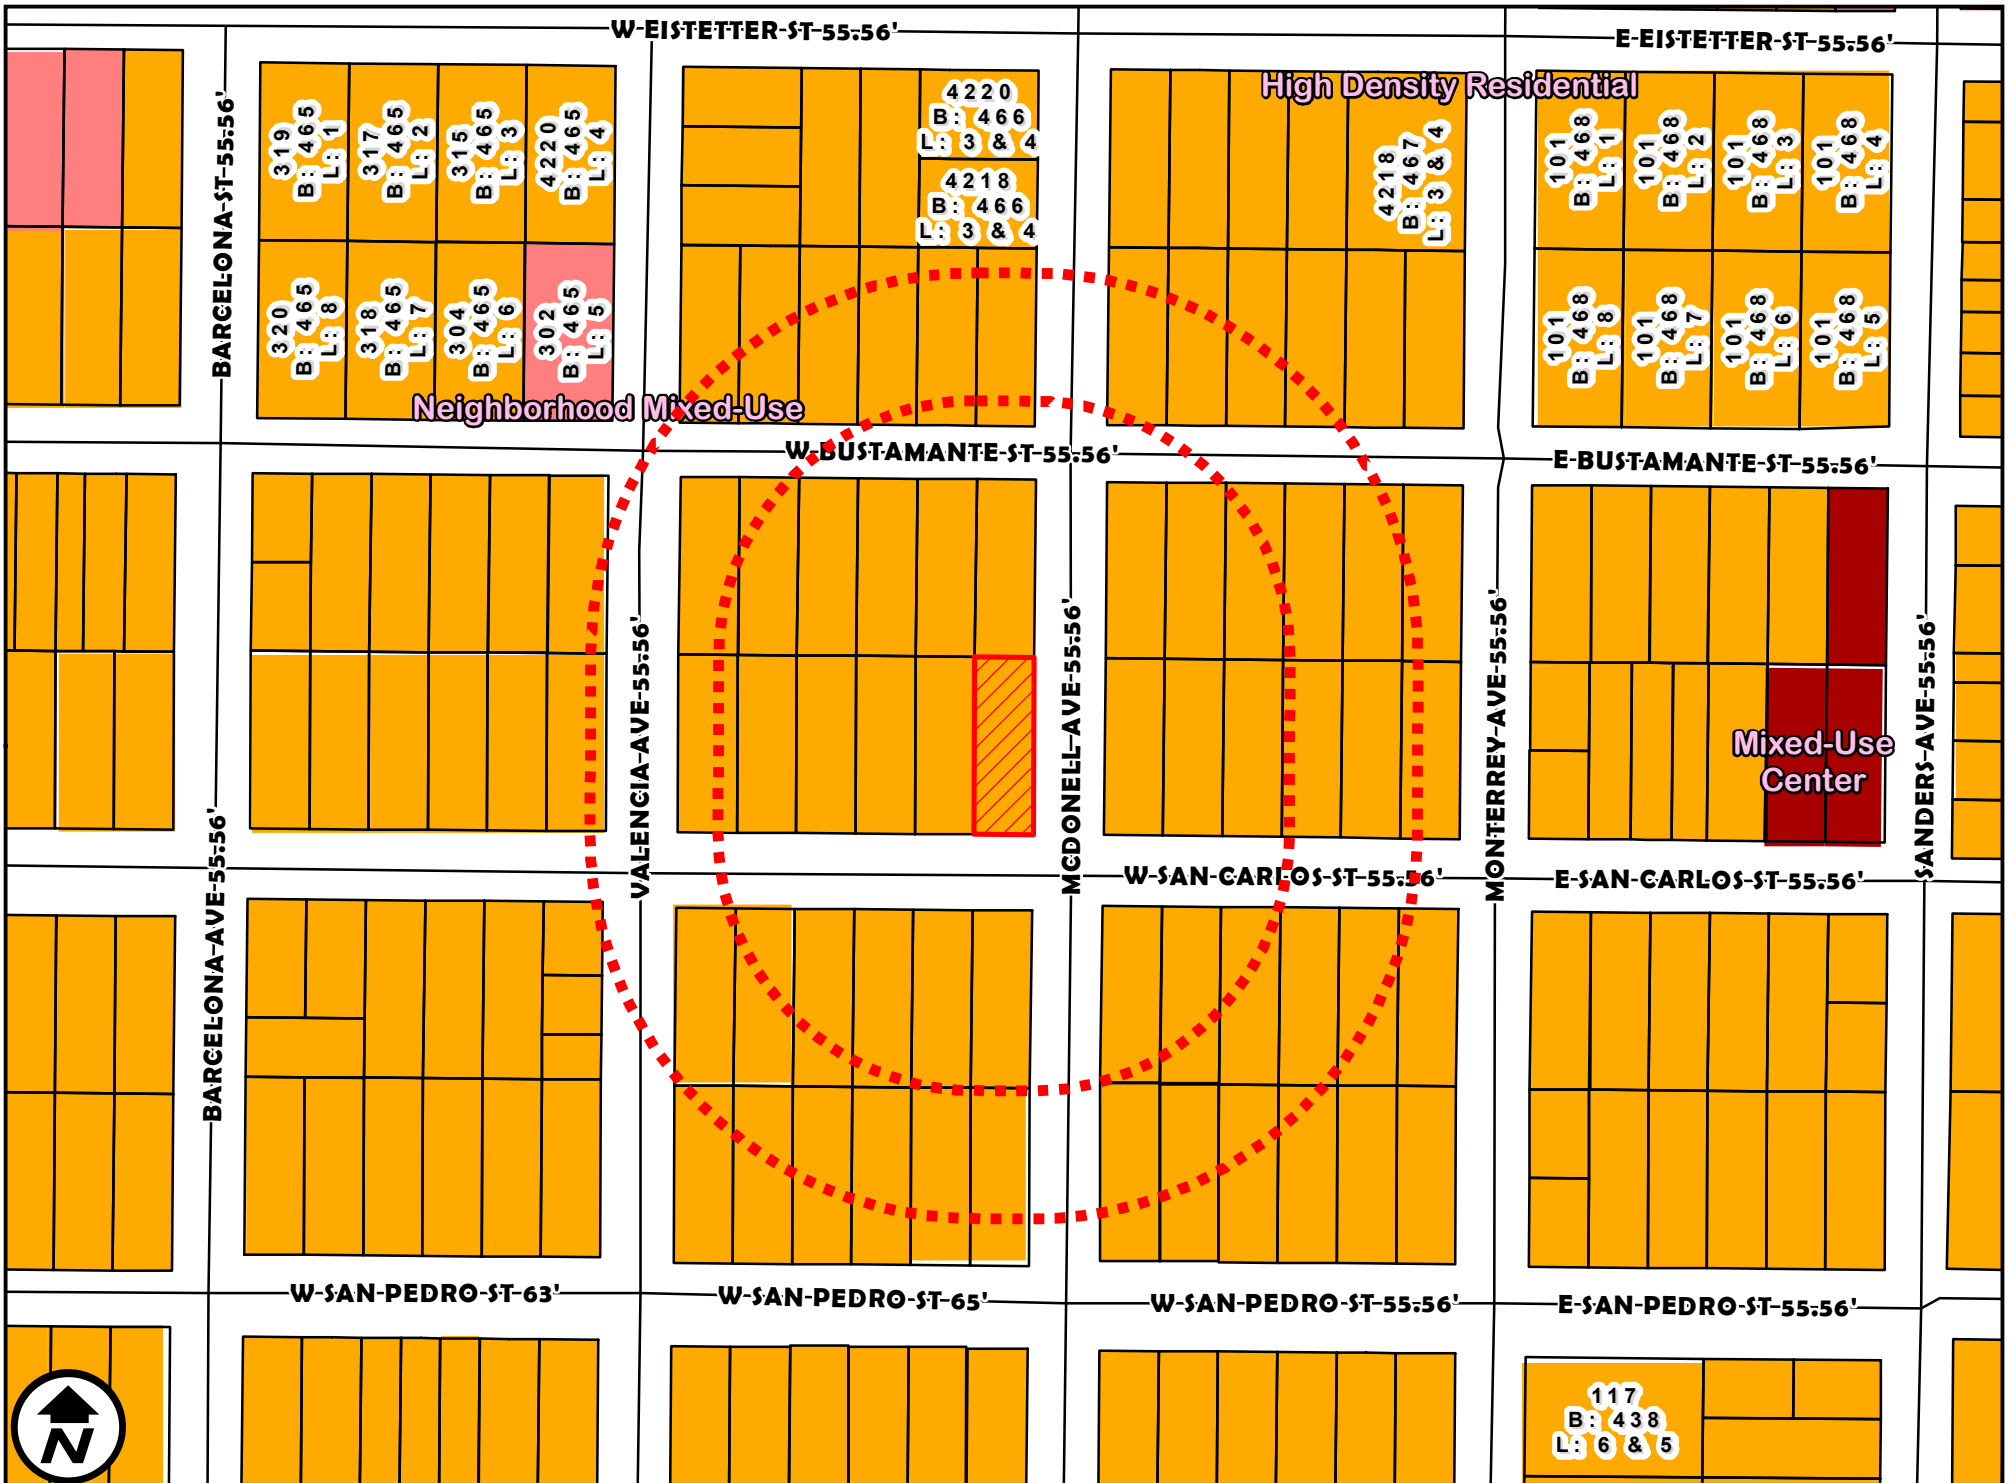 W-EISTETTER-ST-55.56'
E-EISTETTER-ST-55.56'
High Density Residential
BARCELONA-ST-55.56'
319
B: 465
L: 1
317
B: 465
L: 2
315
B: 465
L: 3
4220
B: 465
L: 4
4220
B: 466
L: 3 & 4
4218
B: 466
L: 3 & 4
4218
B: 467
L: 3 & 4
101
B: 468
L: 1
101
B: 468
L: 2
101
B: 468
L: 3
101
B: 468
L: 4
320
B: 465
L: 8
318
B: 465
L: 7
304
B: 465
L: 6
302
B: 465
L: 5
101
B: 468
L: 8
101
B: 468
L: 7
101
B: 468
L: 6
101
B: 468
L: 5
Neighborhood Mixed-Use
W-BUSTAMANTE-ST-55.56'
E-BUSTAMANTE-ST-55.56'
VALENCIA-AVE-55.56'
MCDONELL-AVE-55.56'
MONTERREY-AVE-55.56'
SANDERS-AVE-55.56'
Mixed-Use
Center
BARCELONA-AVE-55.56'
W-SAN-CARLOS-ST-55.56'
E-SAN-CARLOS-ST-55.56'
W-SAN-PEDRO-ST-63'
W-SAN-PEDRO-ST-65'
W-SAN-PEDRO-ST-55.56'
E-SAN-PEDRO-ST-55.56'
117
B: 438
L: 6 & 5
N